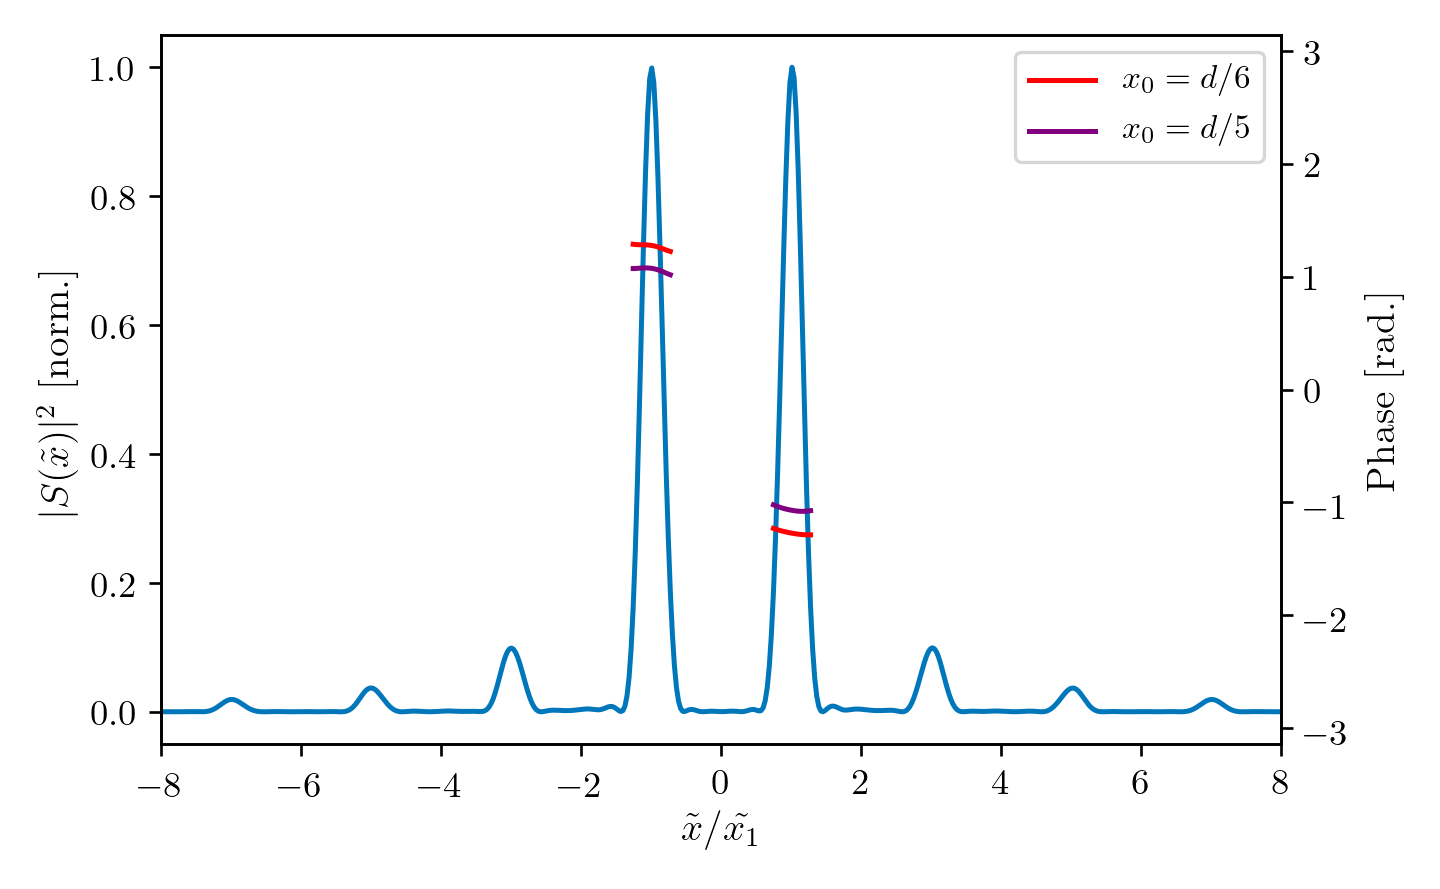 x₀ = d/6
x₀ = d/5
1.0
0.8
0.6
0.4
0.2
0.0
|S(x̃)|² [norm.]
3
2
1
0
−1
−2
−3
Phase [rad.]
−8 −6 −4 −2 0 2 4 6 8
x̃/x̃₁